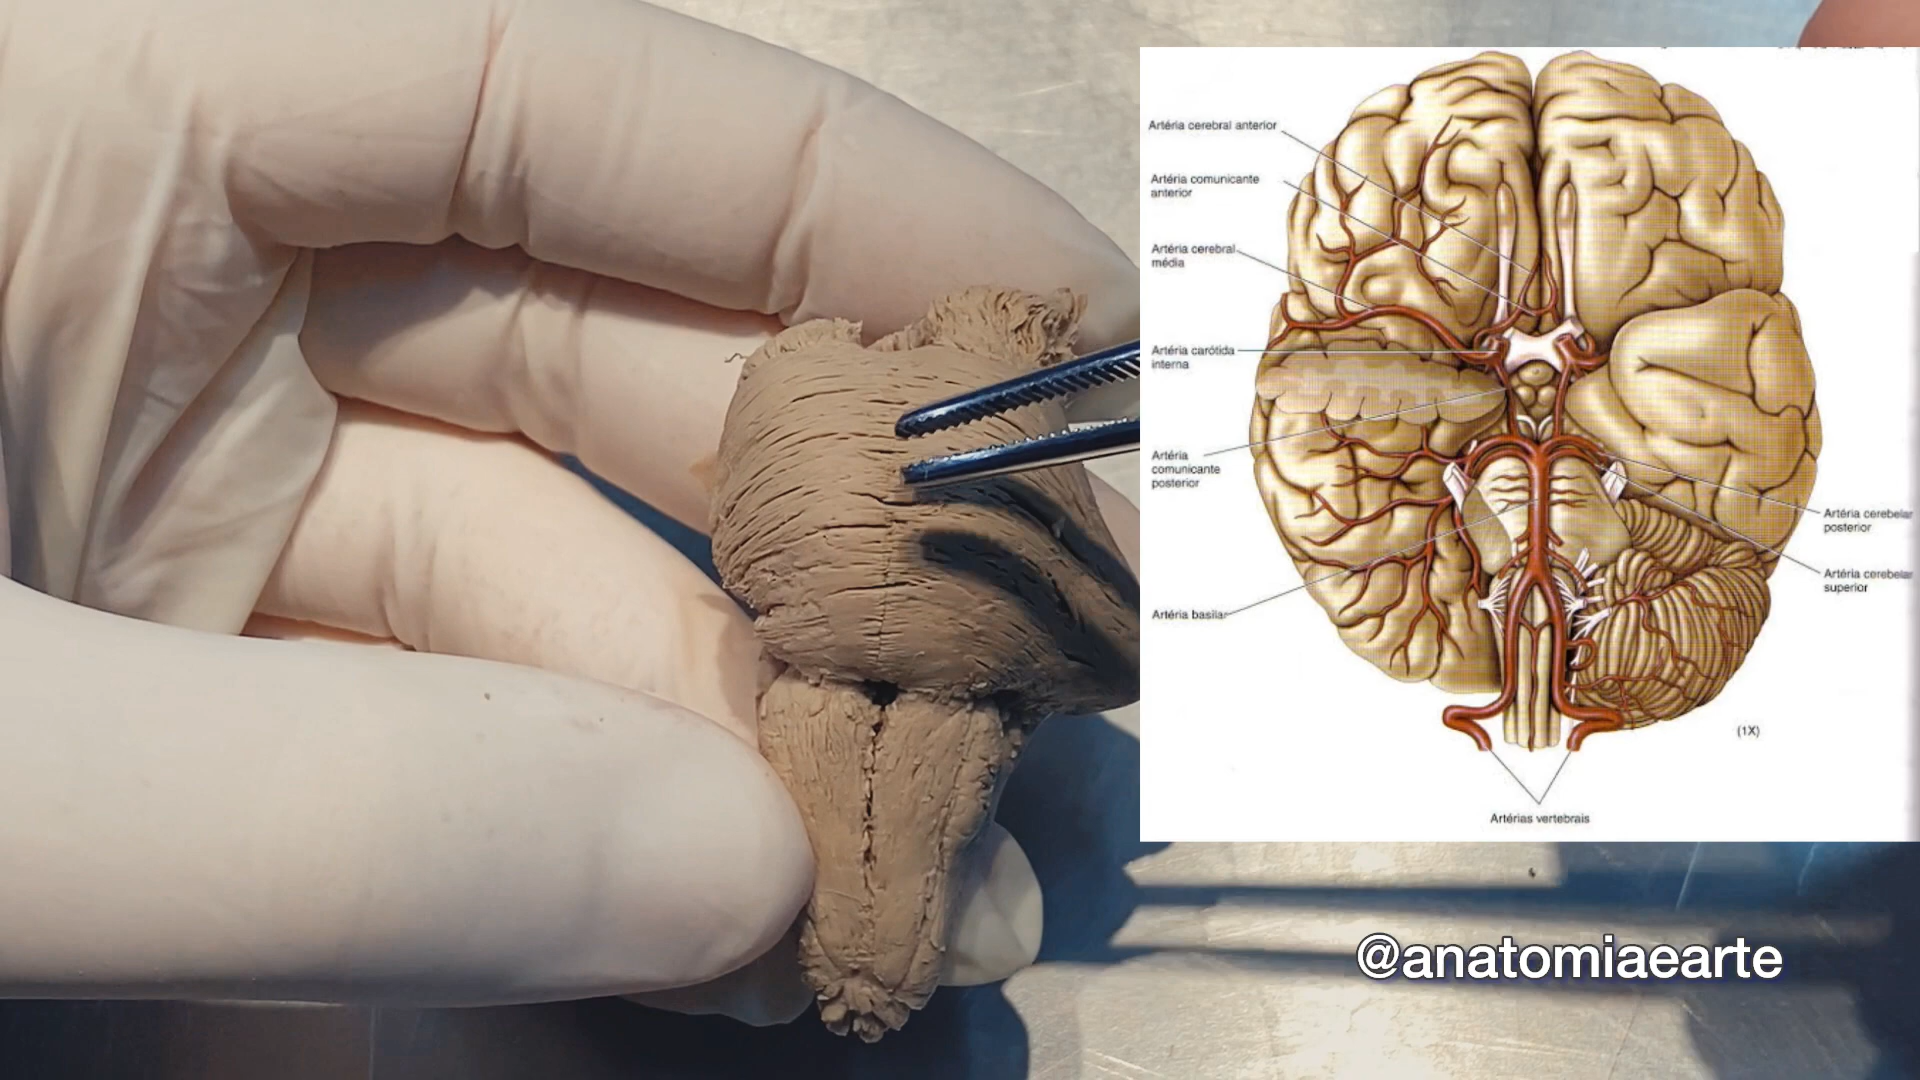 Artéria cerebral anterior
Artéria comunicante
anterior
Artéria cerebral
média
Artéria carótida
interna
Artéria
comunicante
posterior
Artéria basilar
Artéria cerebelar
posterior
Artéria cerebelar
superior
(1X)
Artérias vertebrais
@anatomiaearte